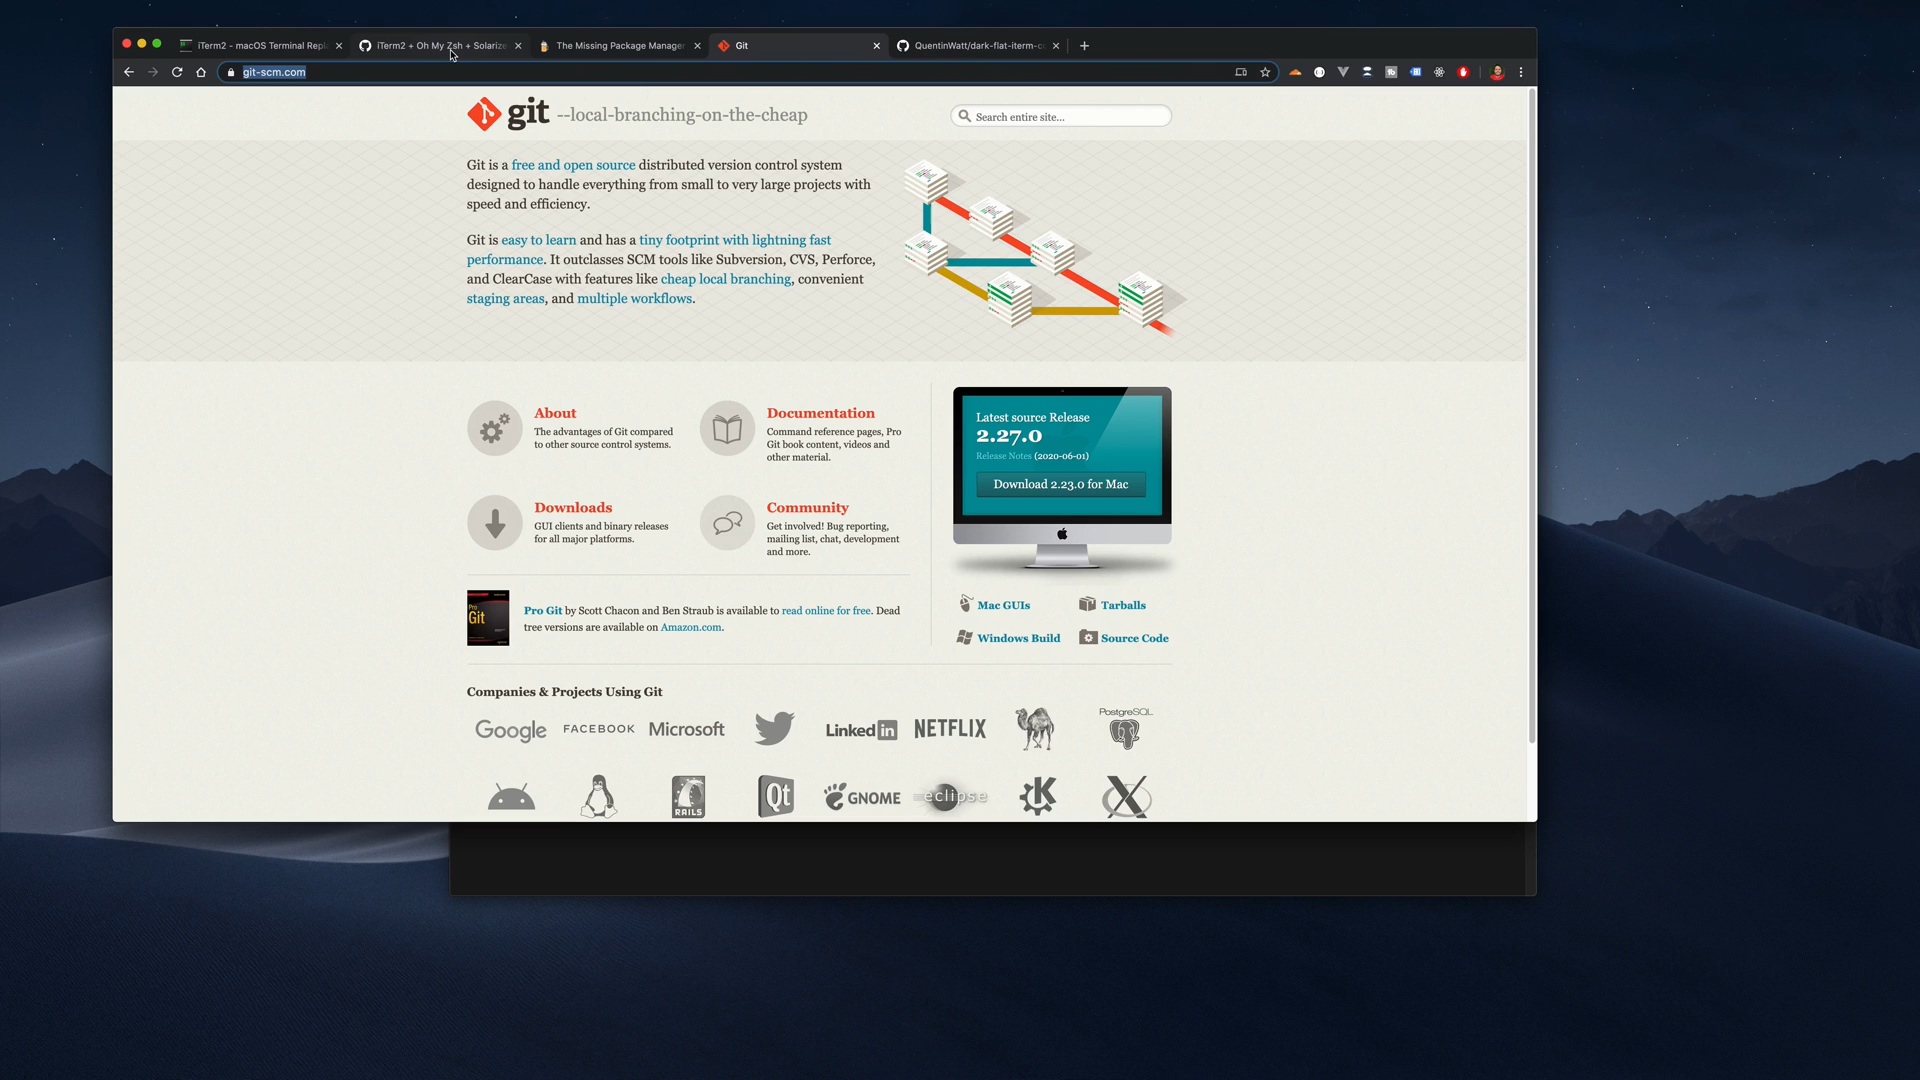 iTerm2 - macOS Terminal Repl
iTerm2 + Oh My Zsh + Solarize
The Missing Package Manager
Git
QuentinWatt/dark-flat-iterm-co
git-scm.com
git --local-branching-on-the-cheap
Search entire site...
Git is a free and open source distributed version control system
designed to handle everything from small to very large projects with
speed and efficiency.
Git is easy to learn and has a tiny footprint with lightning fast
performance. It outclasses SCM tools like Subversion, CVS, Perforce,
and ClearCase with features like cheap local branching, convenient
staging areas, and multiple workflows.
About
The advantages of Git compared
to other source control systems.
Documentation
Command reference pages, Pro
Git book content, videos and
other material.
Downloads
GUI clients and binary releases
for all major platforms.
Community
Get involved! Bug reporting,
mailing list, chat, development
and more.
Latest source Release
2.27.0
Release Notes (2020-06-01)
Download 2.23.0 for Mac
Pro
Git
Pro Git by Scott Chacon and Ben Straub is available to read online for free. Dead
tree versions are available on Amazon.com.
Mac GUIs
Tarballs
Windows Build
Source Code
Companies & Projects Using Git
Google
FACEBOOK
Microsoft
Linked in
NETFLIX
PostgreSQL
RAILS
Qt
GNOME
eclipse
K
X